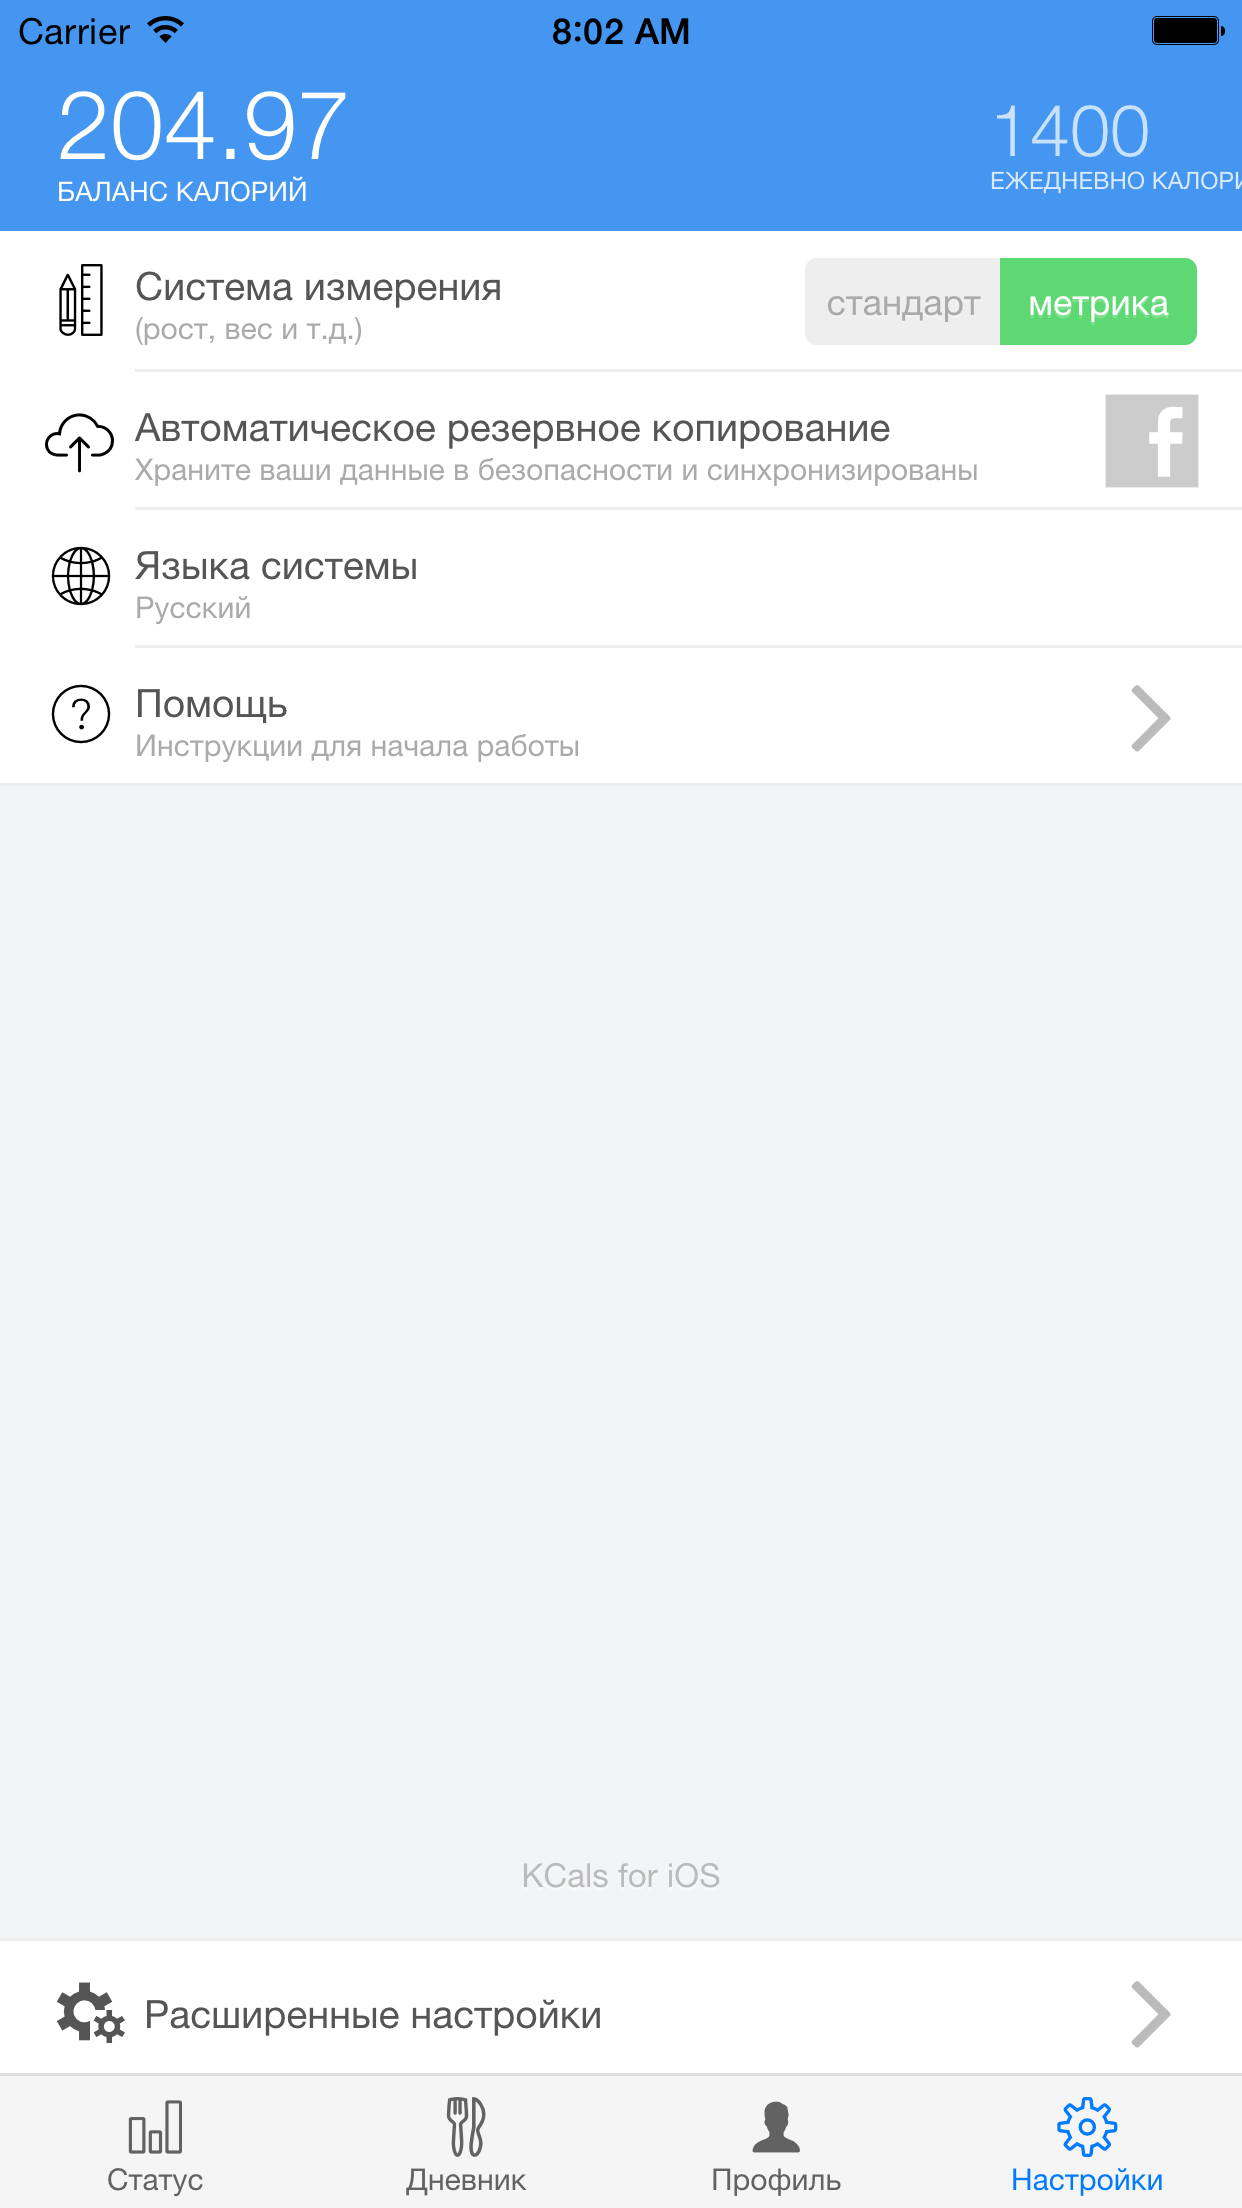 Carrier 8:02 AM
204.97
БАЛАНС КАЛОРИЙ
1400
ЕЖЕДНЕВНО
Система измерения
(рост, вес и т.д.)
стандарт метрика
Автоматическое резервное копирование
Храните ваши данные в безопасности и синхронизированы
f
Языка системы
Русский
?
Помощь
Инструкции для начала работы
KCals for iOS
Расширенные настройки
Статус Дневник Профиль Настройки